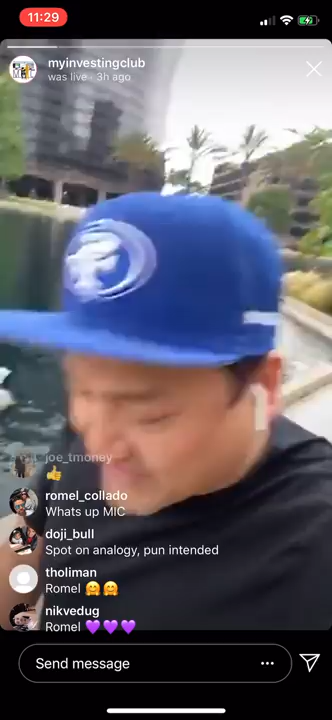 11:29
myinvestingclub
was live · 3h ago
joe_tmoney
👍
romel_collado
Whats up MIC
doji_bull
Spot on analogy, pun intended
tholiman
Romel 🤗🤗
nikvedug
Romel 💜💜💜
Send message